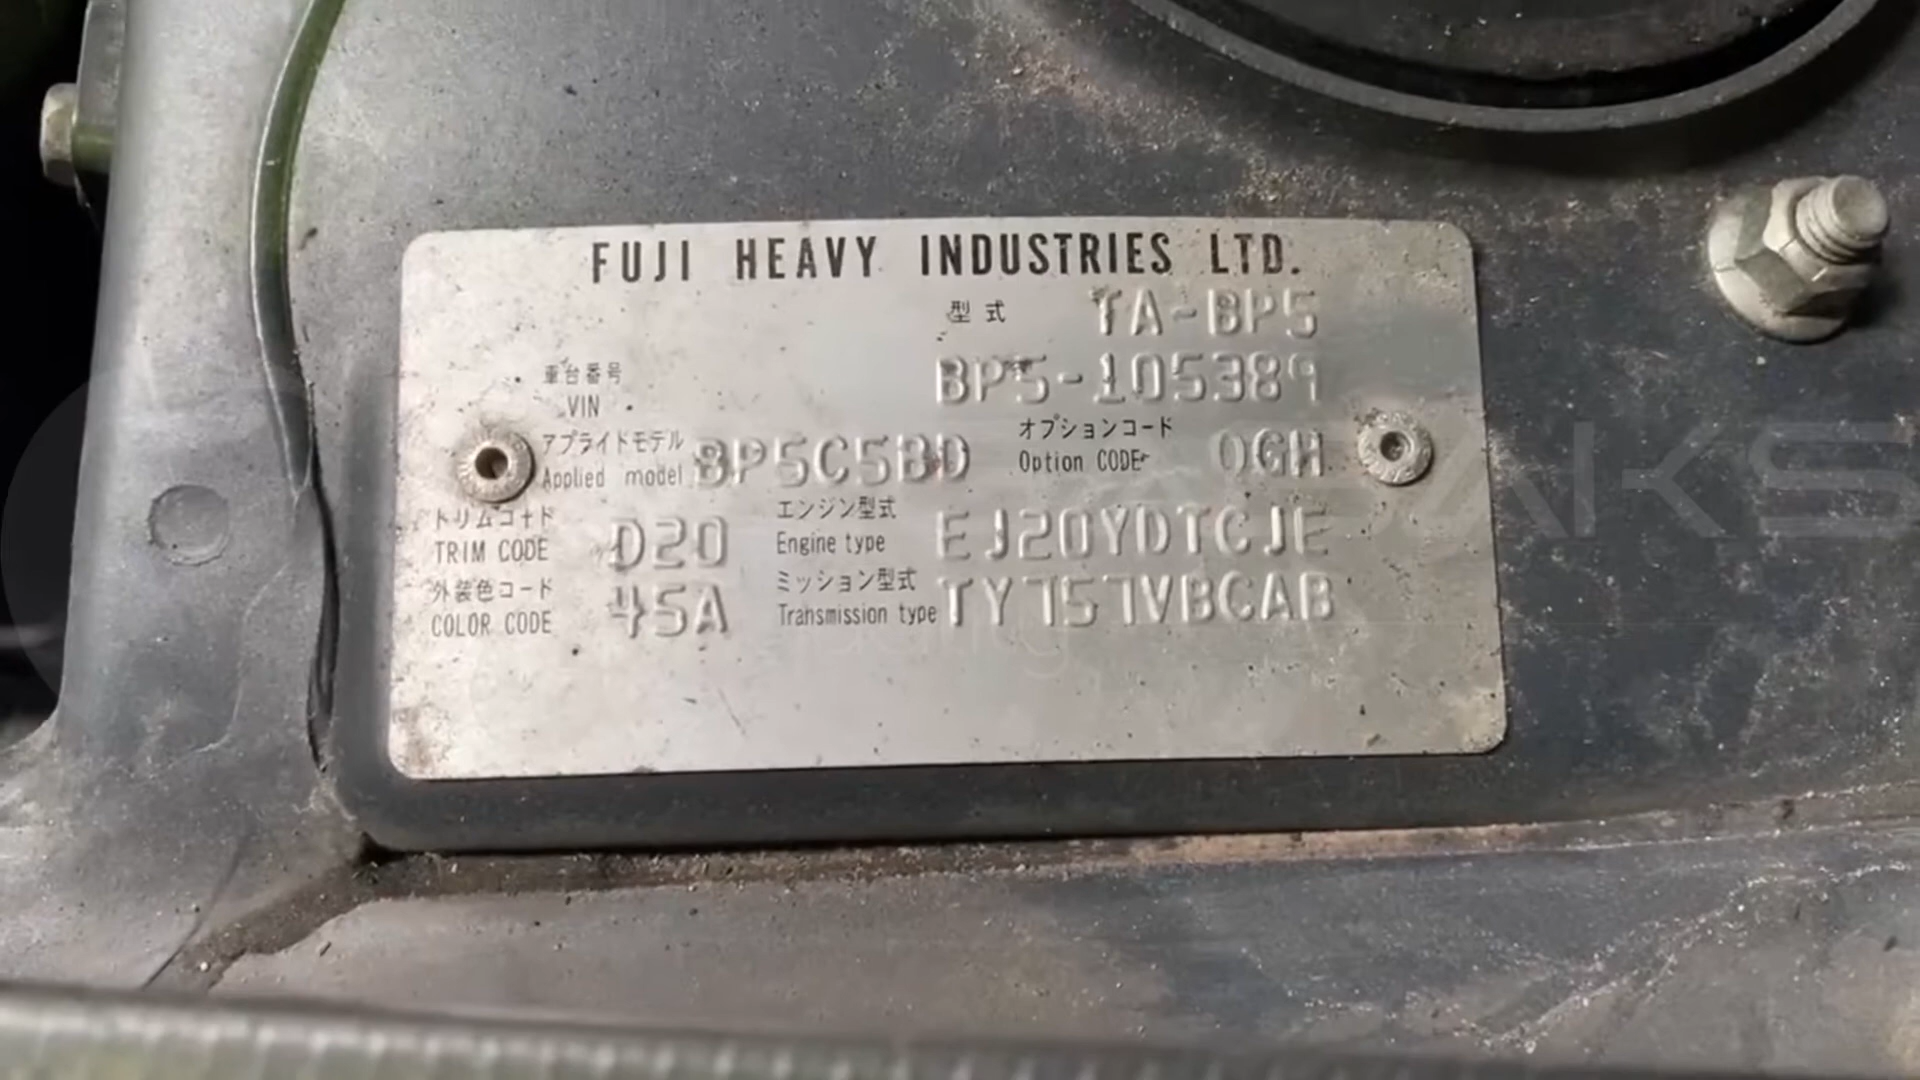 FUJI HEAVY INDUSTRIES LTD.
型式 TA-BP5
車台番号
VIN BP5-105389
アプライドモデル オプションコード
Applied model BP5C5BD Option CODE OGH
トリムコード エンジン型式
TRIM CODE D20 Engine type EJ20YDTCJE
外装色コード ミッション型式
COLOR CODE 45A Transmission type TY757VBCAB